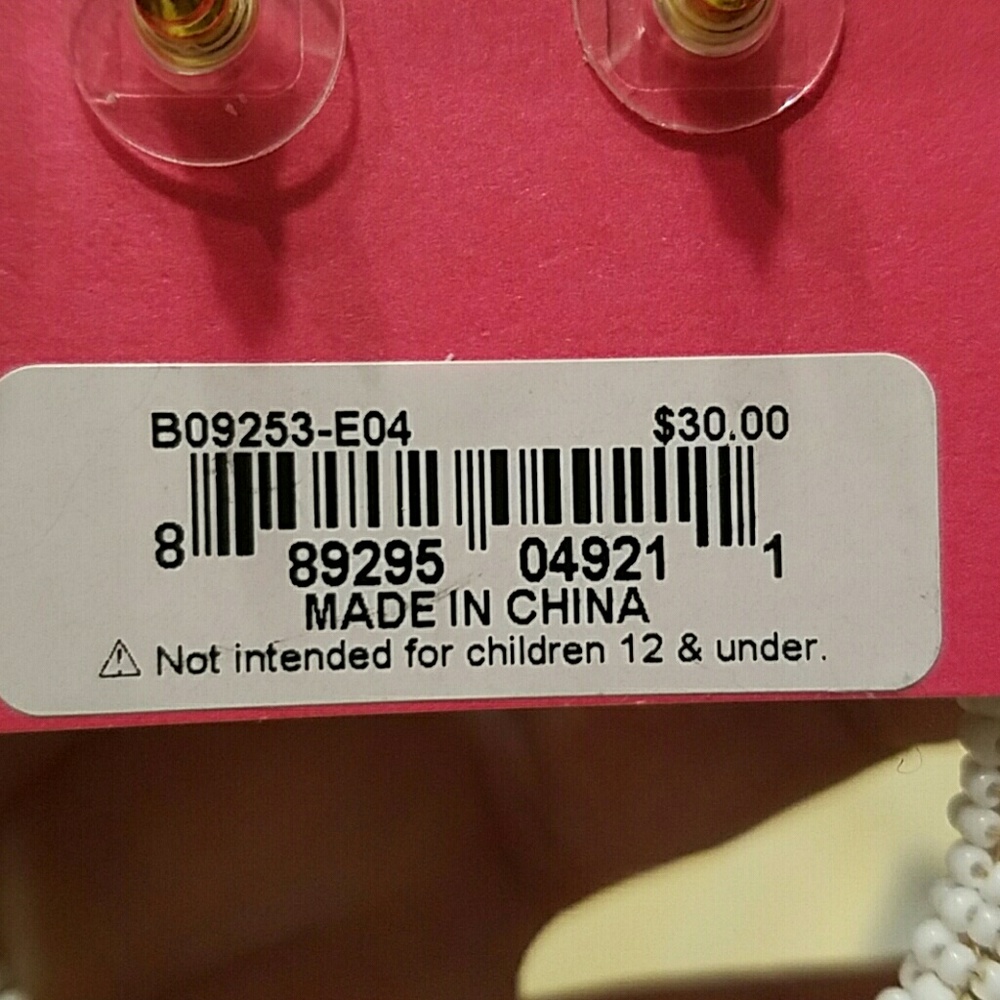 B09253-E04 $30.00
8 89295 04921 1
MADE IN CHINA
⚠ Not intended for children 12 & under.